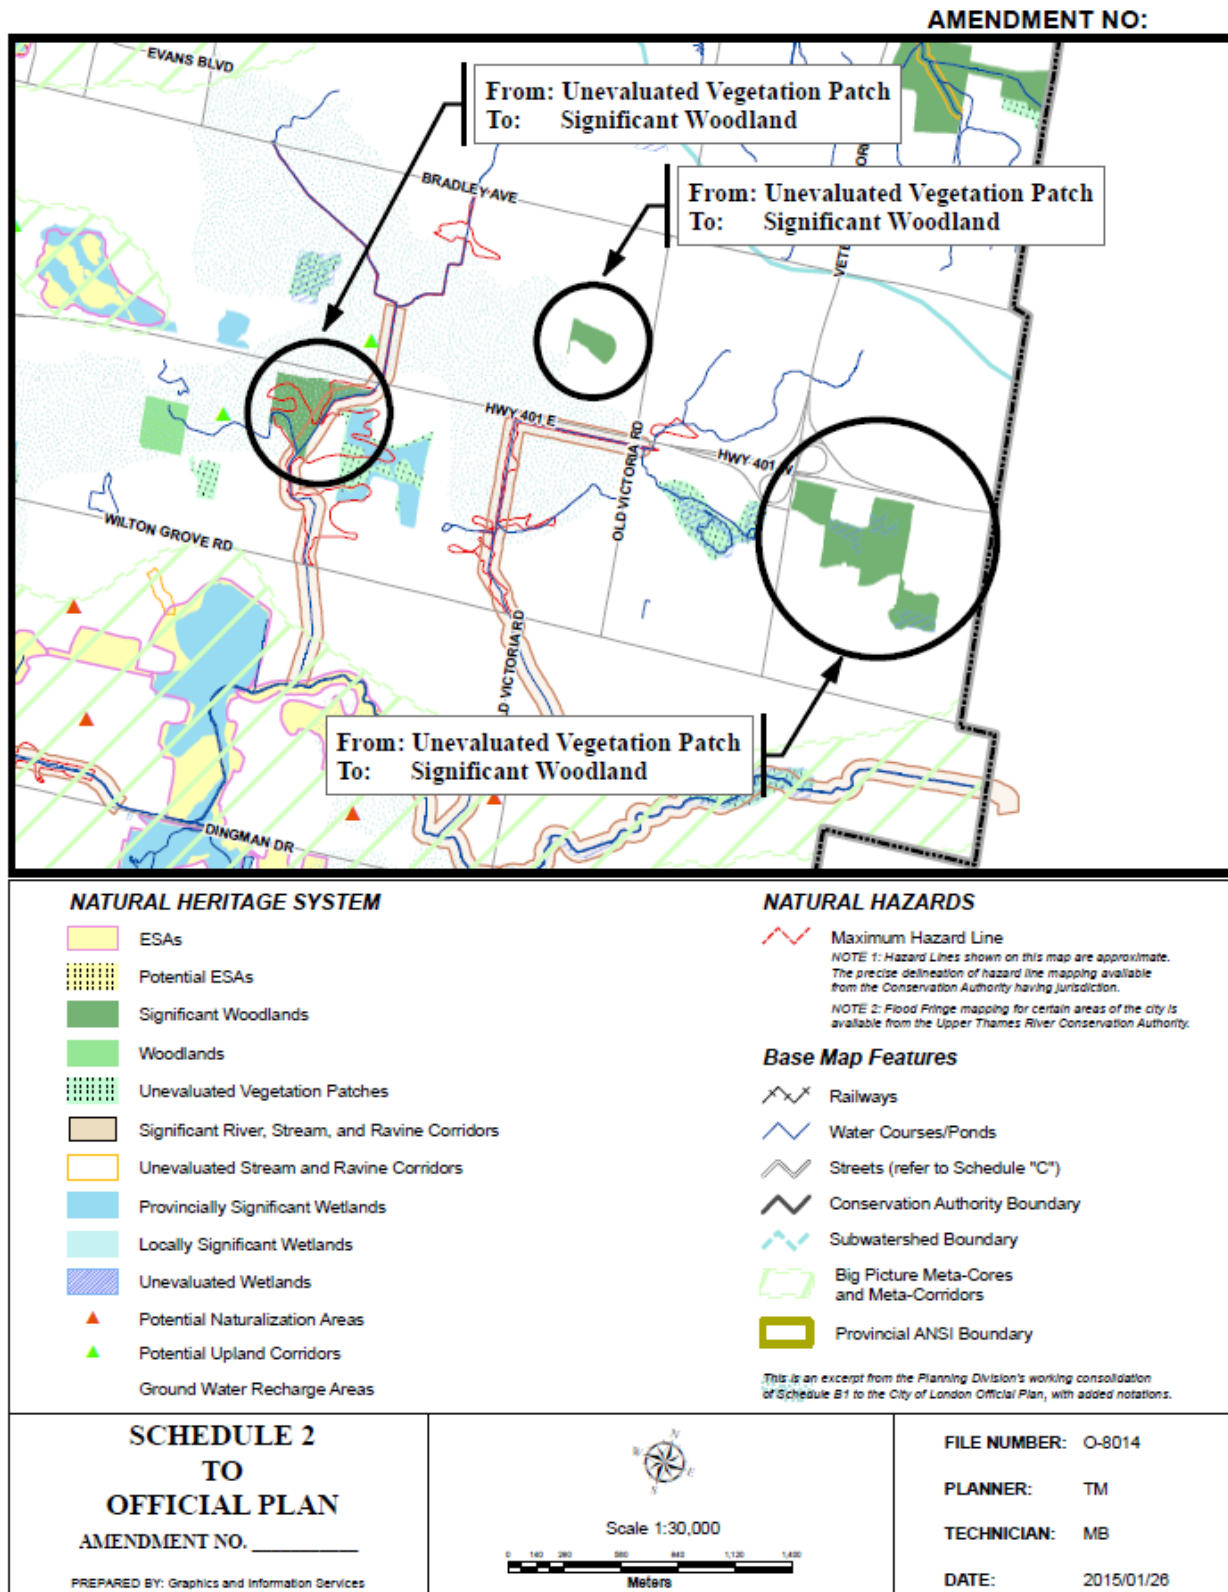 AMENDMENT NO:
EVANS BLVD
From: Unevaluated Vegetation Patch
To: Significant Woodland
BRADLEY AVE
From: Unevaluated Vegetation Patch
To: Significant Woodland
HWY 401 E
OLD VICTORIA RD
HWY 401
WILTON GROVE RD
D VICTORIA RD
From: Unevaluated Vegetation Patch
To: Significant Woodland
DINGMAN DR
NATURAL HERITAGE SYSTEM
ESAs
Potential ESAs
Significant Woodlands
Woodlands
Unevaluated Vegetation Patches
Significant River, Stream, and Ravine Corridors
Unevaluated Stream and Ravine Corridors
Provincially Significant Wetlands
Locally Significant Wetlands
Unevaluated Wetlands
Potential Naturalization Areas
Potential Upland Corridors
Ground Water Recharge Areas
NATURAL HAZARDS
Maximum Hazard Line
NOTE 1: Hazard Lines shown on this map are approximate.
The precise delineation of hazard line mapping available
from the Conservation Authority having jurisdiction.
NOTE 2: Flood Fringe mapping for certain areas of the city is
available from the Upper Thames River Conservation Authority.
Base Map Features
Railways
Water Courses/Ponds
Streets (refer to Schedule "C")
Conservation Authority Boundary
Subwatershed Boundary
Big Picture Meta-Cores
and Meta-Corridors
Provincial ANSI Boundary
This is an excerpt from the Planning Division's working consolidation
of Schedule B1 to the City of London Official Plan, with added notations.
SCHEDULE 2
TO
OFFICIAL PLAN
AMENDMENT NO. ___________
PREPARED BY: Graphics and Information Services
N
W
E
S
Scale 1:30,000
0 140 280 560 840 1,120 1,400
Meters
FILE NUMBER: O-8014
PLANNER: TM
TECHNICIAN: MB
DATE: 2015/01/26